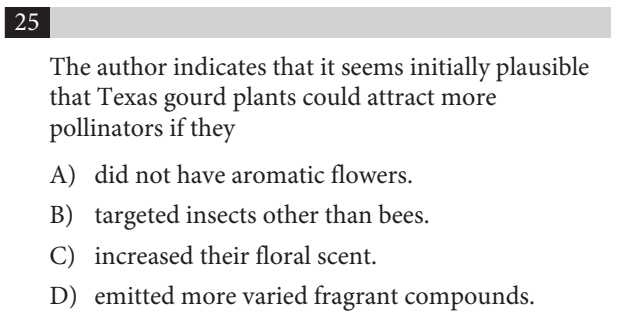 25
The author indicates that it seems initially plausible
that Texas gourd plants could attract more
pollinators if they
A) did not have aromatic flowers.
B) targeted insects other than bees.
C) increased their floral scent.
D) emitted more varied fragrant compounds.